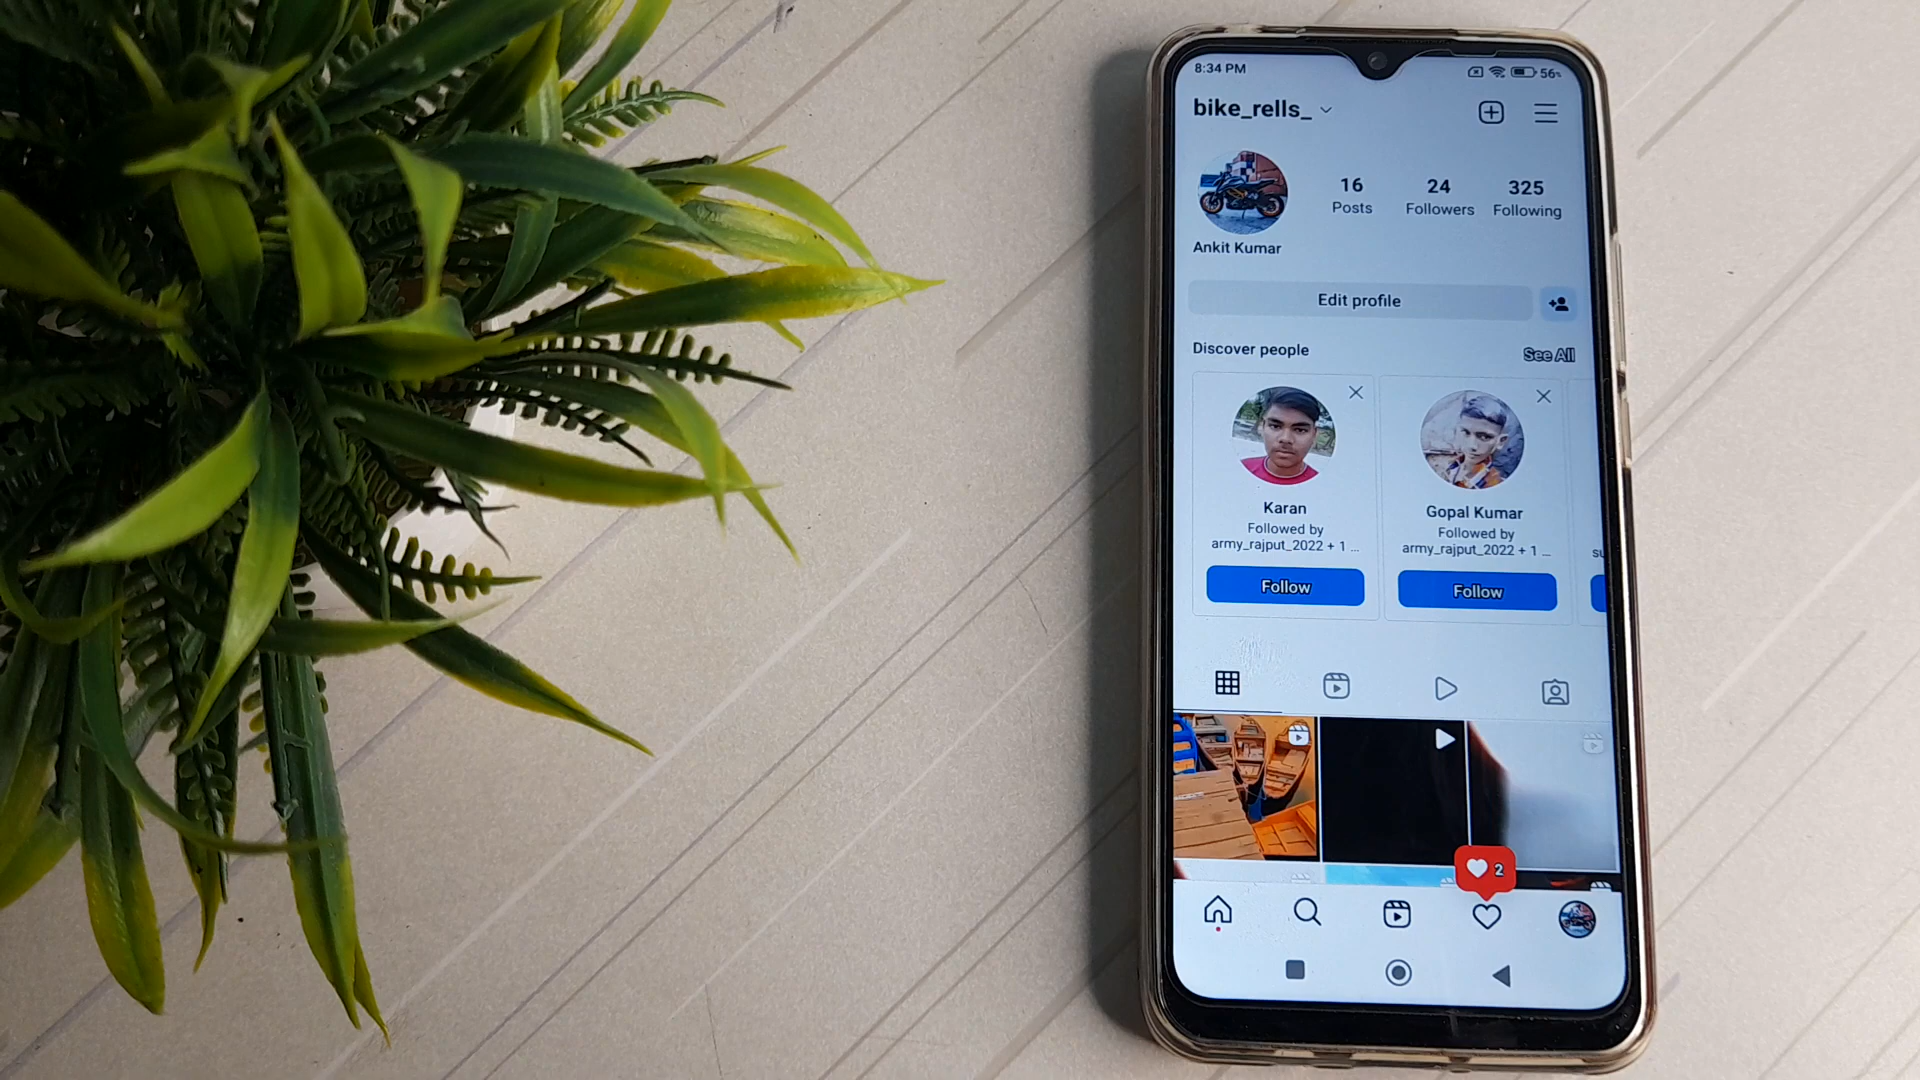 8:34 PM 56%
bike_rells_
16 24 325
Posts Followers Following
Ankit Kumar
Edit profile
Discover people See All
Karan
Followed by
army_rajput_2022 + 1 ...
Follow
Gopal Kumar
Followed by
army_rajput_2022 + 1 ...
Follow
su
2